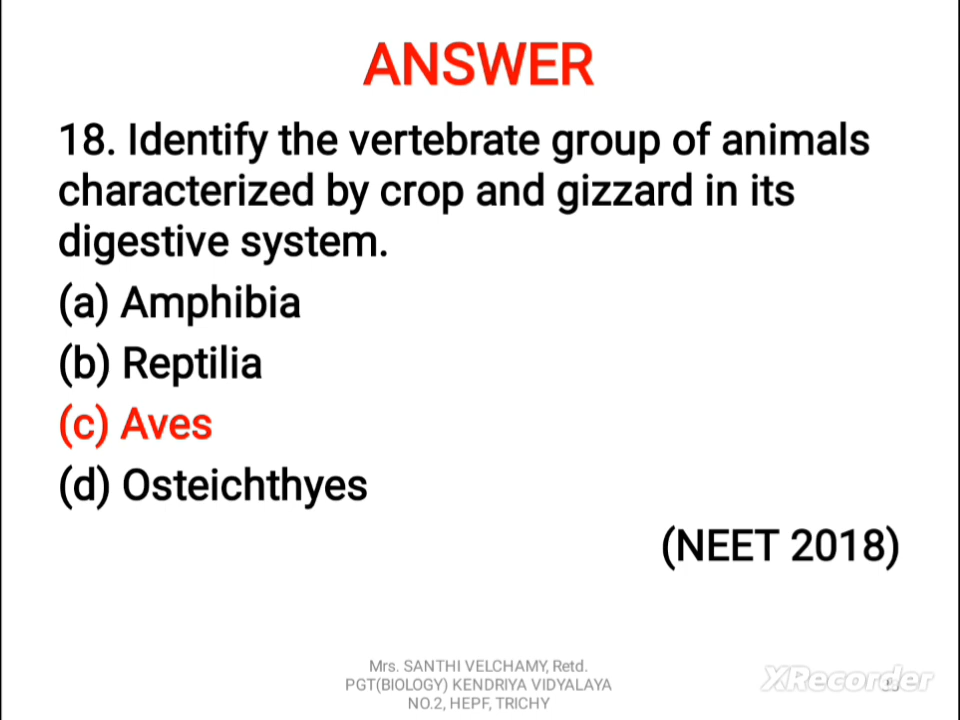 ANSWER
18. Identify the vertebrate group of animals
characterized by crop and gizzard in its
digestive system.
(a) Amphibia
(b) Reptilia
(c) Aves
(d) Osteichthyes
(NEET 2018)
Mrs. SANTHI VELCHAMY, Retd.
PGT(BIOLOGY) KENDRIYA VIDYALAYA
NO.2, HEPF, TRICHY
XRecorder